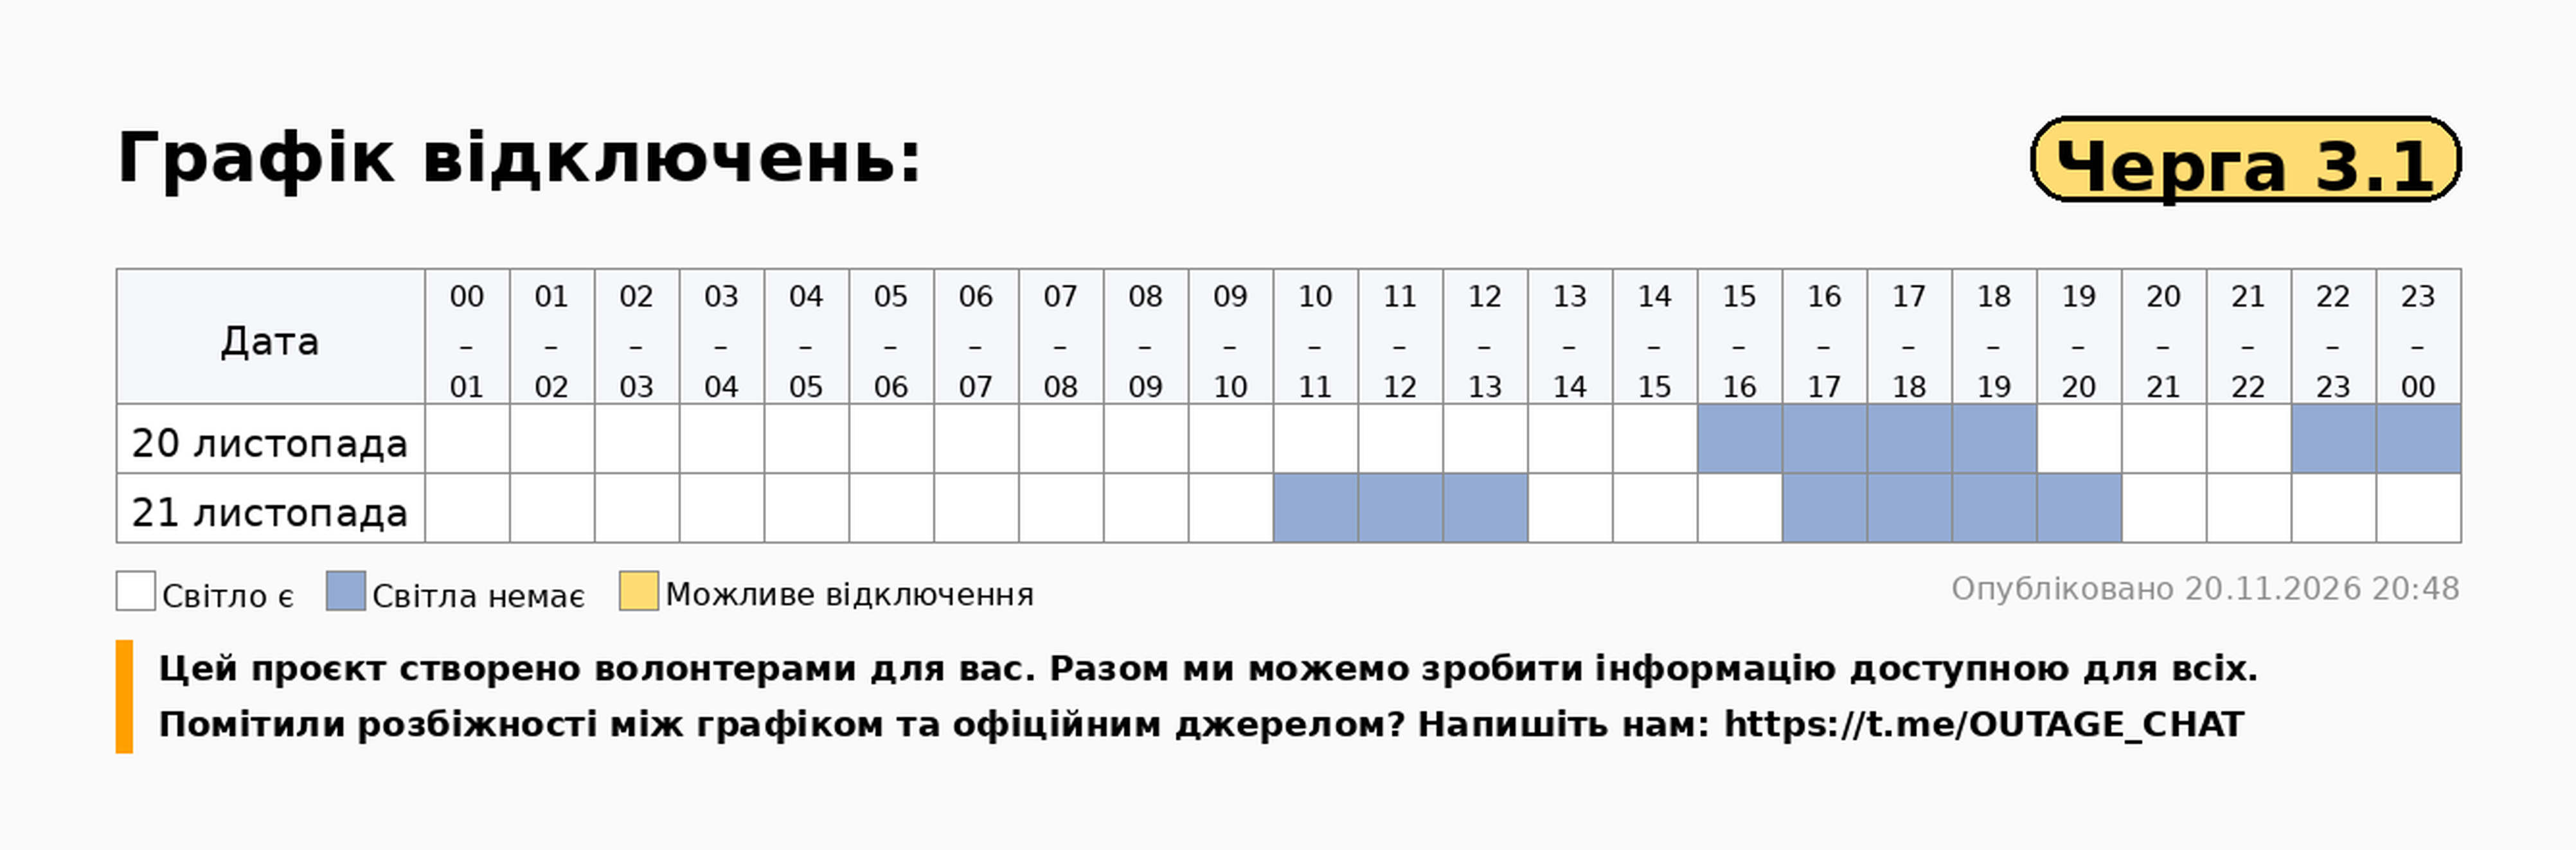 Графік відключень:
Черга 3.1
Дата
00 – 01
01 – 02
02 – 03
03 – 04
04 – 05
05 – 06
06 – 07
07 – 08
08 – 09
09 – 10
10 – 11
11 – 12
12 – 13
13 – 14
14 – 15
15 – 16
16 – 17
17 – 18
18 – 19
19 – 20
20 – 21
21 – 22
22 – 23
23 – 00
20 листопада
21 листопада
Світло є
Світла немає
Можливе відключення
Опубліковано 20.11.2026 20:48
Цей проєкт створено волонтерами для вас. Разом ми можемо зробити інформацію доступною для всіх.
Помітили розбіжності між графіком та офіційним джерелом? Напишіть нам: https://t.me/OUTAGE_CHAT